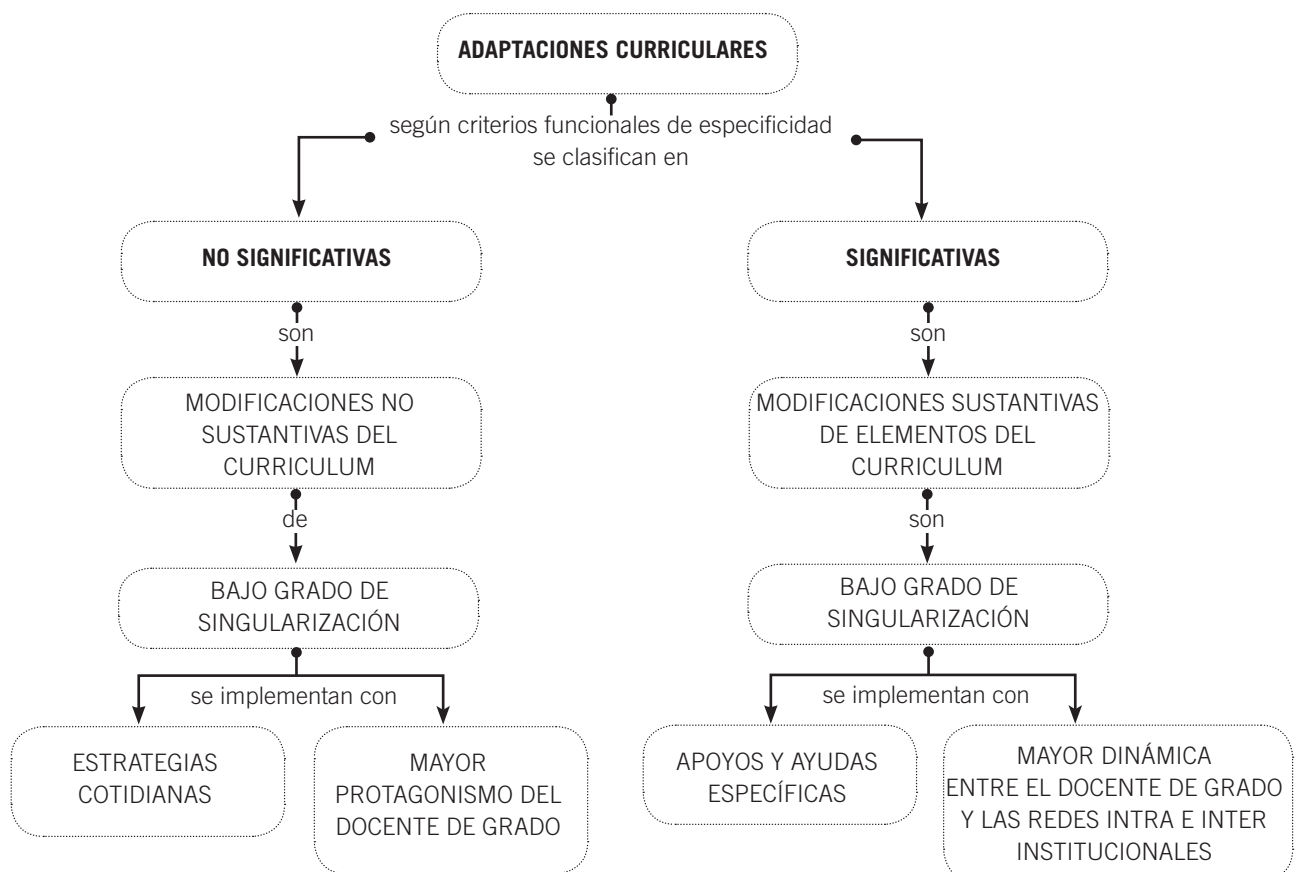 ADAPTACIONES CURRICULARES
según criterios funcionales de especificidad
se clasifican en
NO SIGNIFICATIVAS
son
MODIFICACIONES NO
SUSTANTIVAS DEL
CURRICULUM
de
BAJO GRADO DE
SINGULARIZACIÓN
se implementan con
ESTRATEGIAS
COTIDIANAS
MAYOR
PROTAGONISMO DEL
DOCENTE DE GRADO
SIGNIFICATIVAS
son
MODIFICACIONES SUSTANTIVAS
DE ELEMENTOS DEL
CURRICULUM
son
BAJO GRADO DE
SINGULARIZACIÓN
se implementan con
APOYOS Y AYUDAS
ESPECÍFICAS
MAYOR DINÁMICA
ENTRE EL DOCENTE DE GRADO
Y LAS REDES INTRA E INTER
INSTITUCIONALES